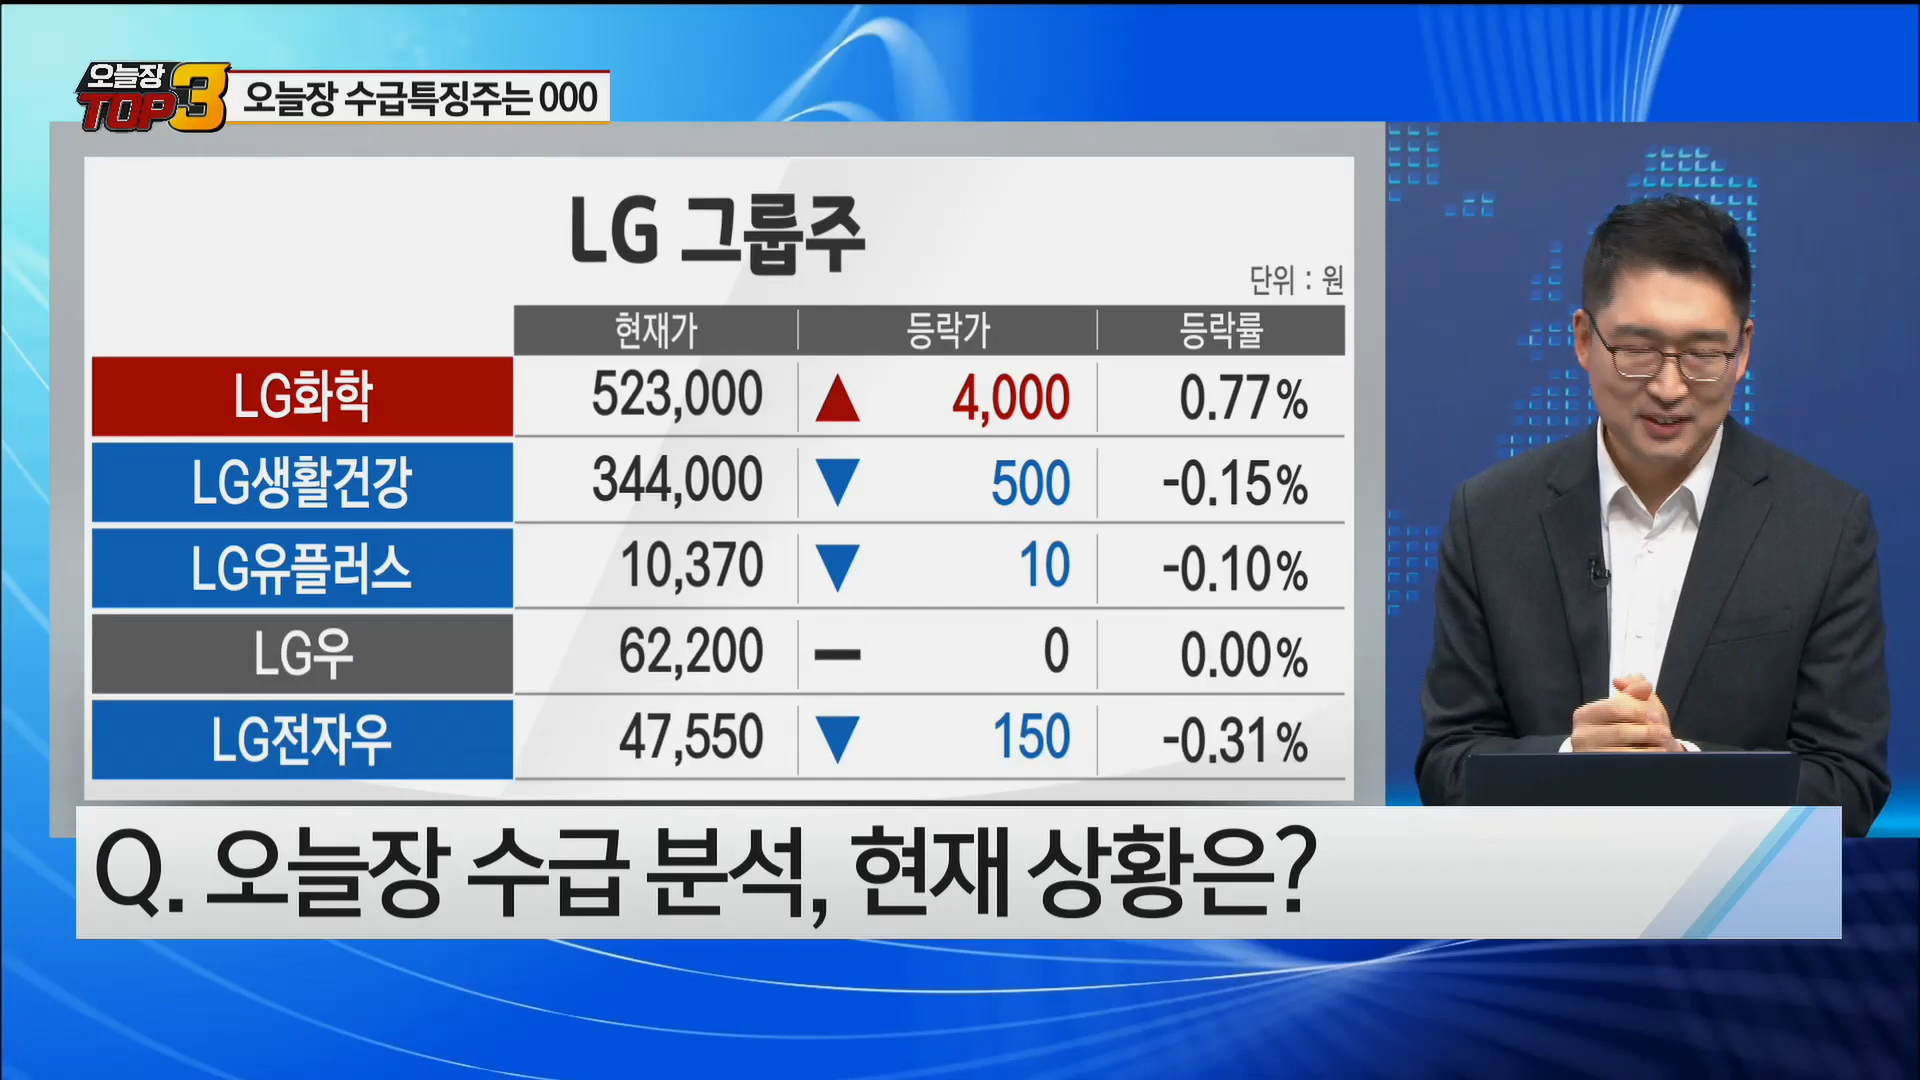 오늘장
TOP3
오늘장 수급특징주는 OOO
LG 그룹주
단위 : 원
현재가 등락가 등락률
LG화학 523,000 ▲ 4,000 0.77%
LG생활건강 344,000 ▼ 500 -0.15%
LG유플러스 10,370 ▼ 10 -0.10%
LG우 62,200 ━ 0 0.00%
LG전자우 47,550 ▼ 150 -0.31%
Q. 오늘장 수급 분석, 현재 상황은?